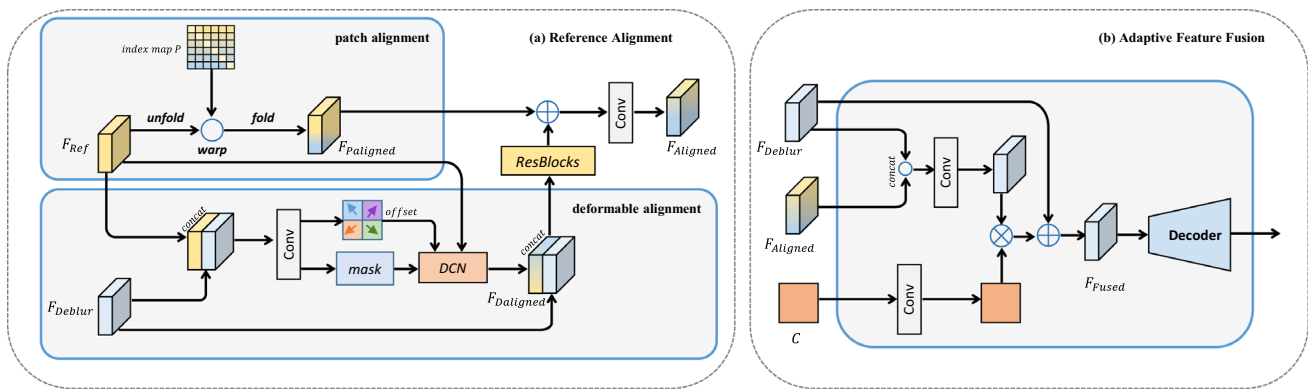 patch alignment
(a) Reference Alignment
index map P
unfold
fold
warp
F_Ref
F_Paligned
Conv
F_Aligned
ResBlocks
deformable alignment
concat
offset
Conv
mask
DCN
concat
F_Daligned
F_Deblur
(b) Adaptive Feature Fusion
F_Deblur
concat
Conv
F_Aligned
Decoder
F_Fused
Conv
C